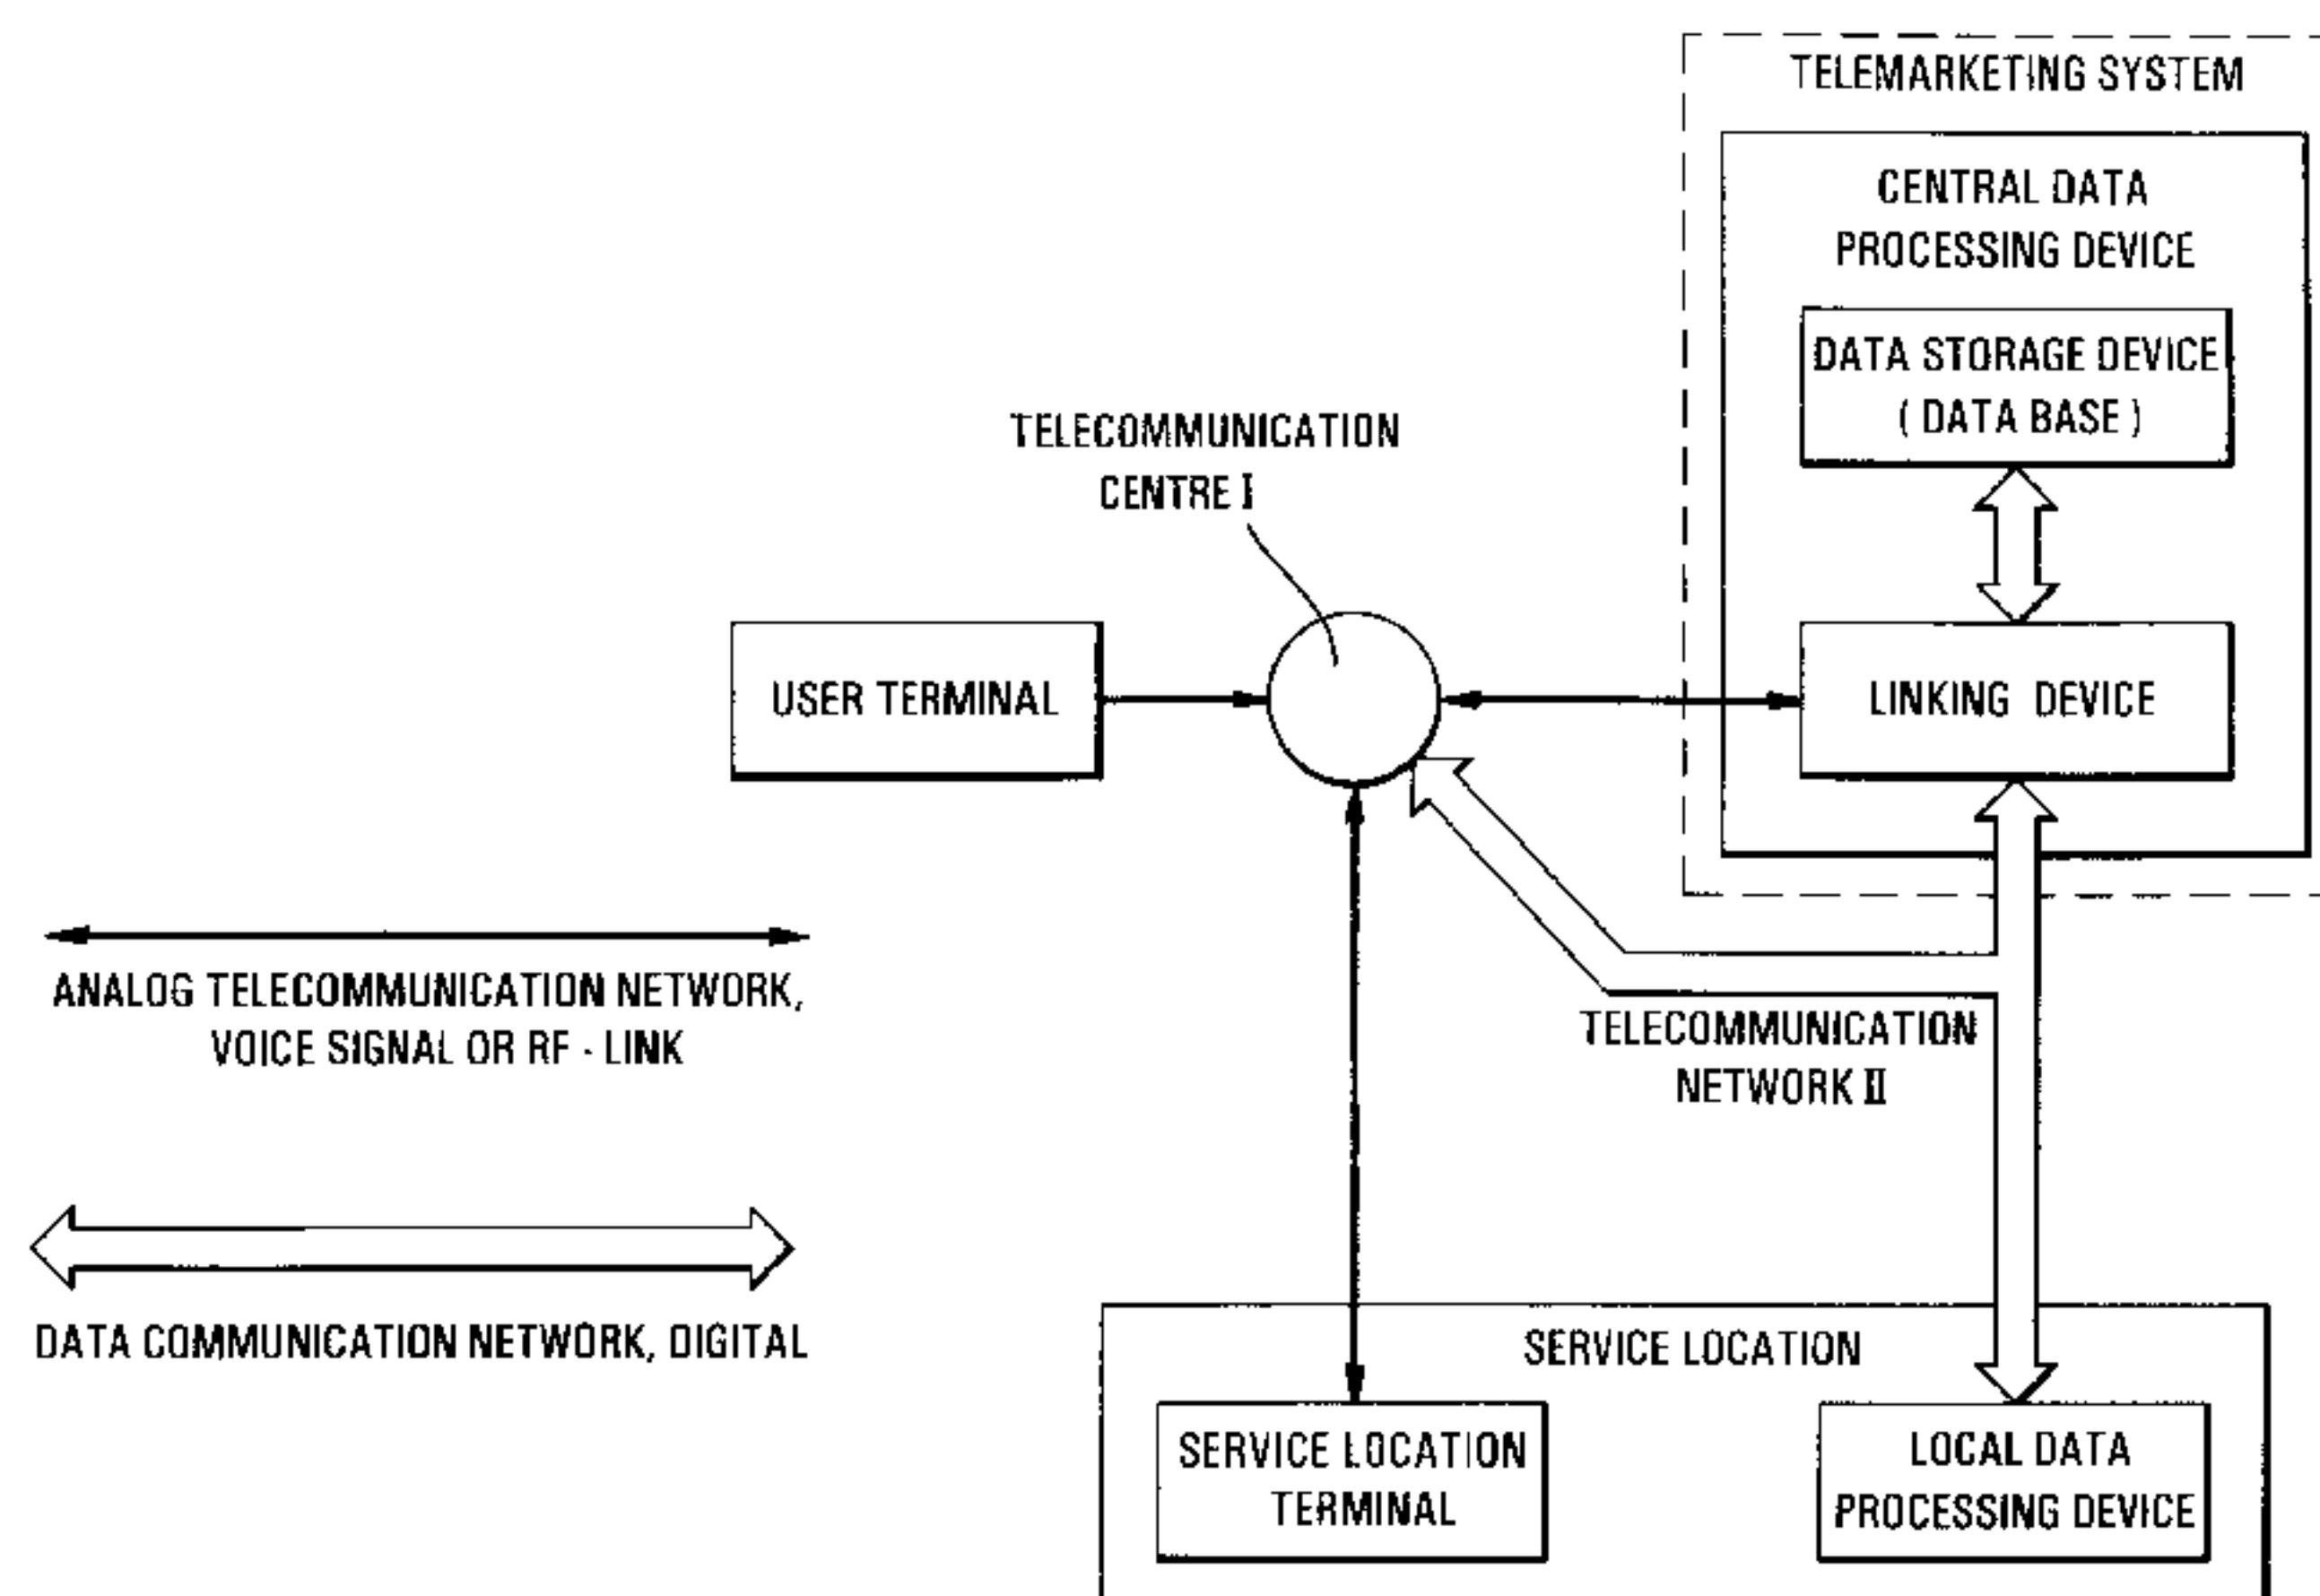 TELEMARKETING SYSTEM
CENTRAL DATA
PROCESSING DEVICE
DATA STORAGE DEVICE
( DATA BASE )
TELECOMMUNICATION
CENTRE I
USER TERMINAL
LINKING DEVICE
ANALOG TELECOMMUNICATION NETWORK,
VOICE SIGNAL OR RF - LINK
TELECOMMUNICATION
NETWORK II
DATA COMMUNICATION NETWORK, DIGITAL
SERVICE LOCATION
SERVICE LOCATION
TERMINAL
LOCAL DATA
PROCESSING DEVICE